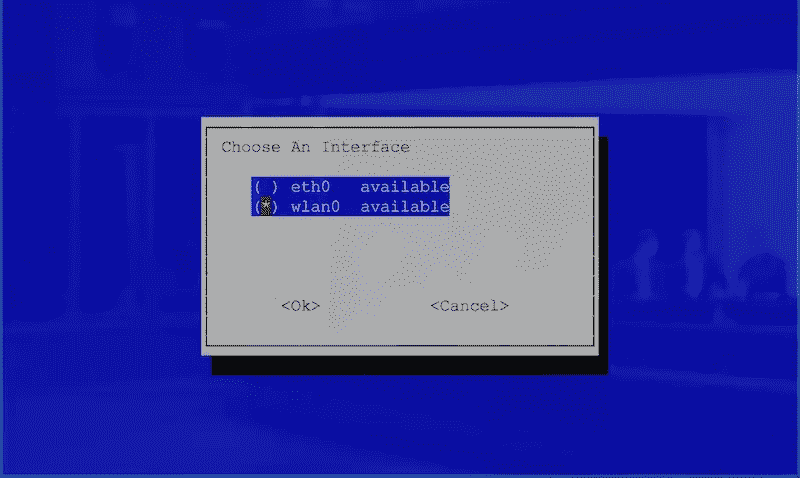 Choose An Interface
( ) eth0 available
(*) wlan0 available
<Ok> <Cancel>